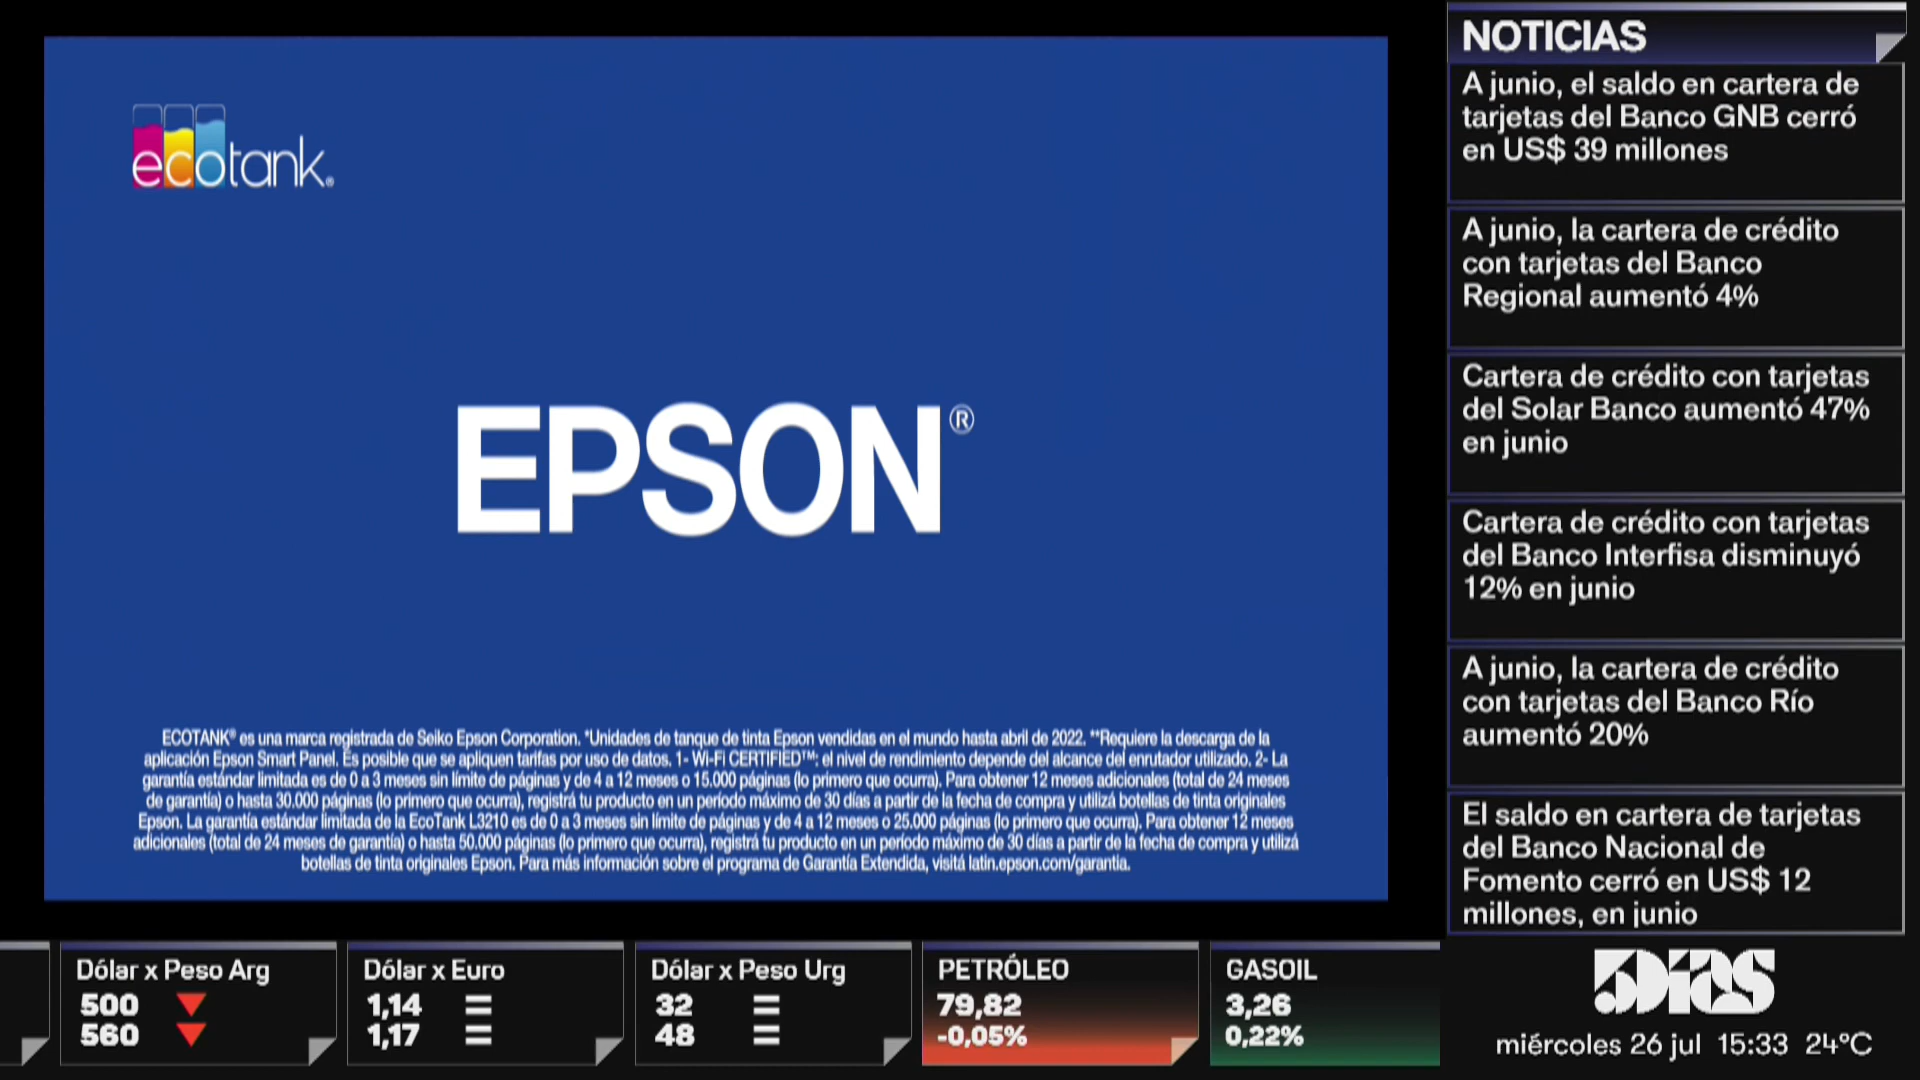 ecotank®
EPSON®
ECOTANK® es una marca registrada de Seiko Epson Corporation. *Unidades de tanque de tinta Epson vendidas en el mundo hasta abril de 2022. **Requiere la descarga de la
aplicación Epson Smart Panel. Es posible que se apliquen tarifas por uso de datos. 1- Wi-Fi CERTIFIED™: el nivel de rendimiento depende del alcance del enrutador utilizado. 2- La
garantía estándar limitada es de 0 a 3 meses sin límite de páginas y de 4 a 12 meses o 15.000 páginas (lo primero que ocurra). Para obtener 12 meses adicionales (total de 24 meses
de garantía) o hasta 30.000 páginas (lo primero que ocurra), registrá tu producto en un período máximo de 30 días a partir de la fecha de compra y utilizá botellas de tinta originales
Epson. La garantía estándar limitada de la EcoTank L3210 es de 0 a 3 meses sin límite de páginas y de 4 a 12 meses o 25.000 páginas (lo primero que ocurra). Para obtener 12 meses
adicionales (total de 24 meses de garantía) o hasta 50.000 páginas (lo primero que ocurra), registrá tu producto en un período máximo de 30 días a partir de la fecha de compra y utilizá
botellas de tinta originales Epson. Para más información sobre el programa de Garantía Extendida, visitá latin.epson.com/garantia.
NOTICIAS
A junio, el saldo en cartera de
tarjetas del Banco GNB cerró
en US$ 39 millones
A junio, la cartera de crédito
con tarjetas del Banco
Regional aumentó 4%
Cartera de crédito con tarjetas
del Solar Banco aumentó 47%
en junio
Cartera de crédito con tarjetas
del Banco Interfisa disminuyó
12% en junio
A junio, la cartera de crédito
con tarjetas del Banco Río
aumentó 20%
El saldo en cartera de tarjetas
del Banco Nacional de
Fomento cerró en US$ 12
millones, en junio
Dólar x Peso Arg
500
560
Dólar x Euro
1,14
1,17
Dólar x Peso Urg
32
48
PETRÓLEO
79,82
-0,05%
GASOIL
3,26
0,22%
5DIAS
miércoles 26 jul 15:33 24°C